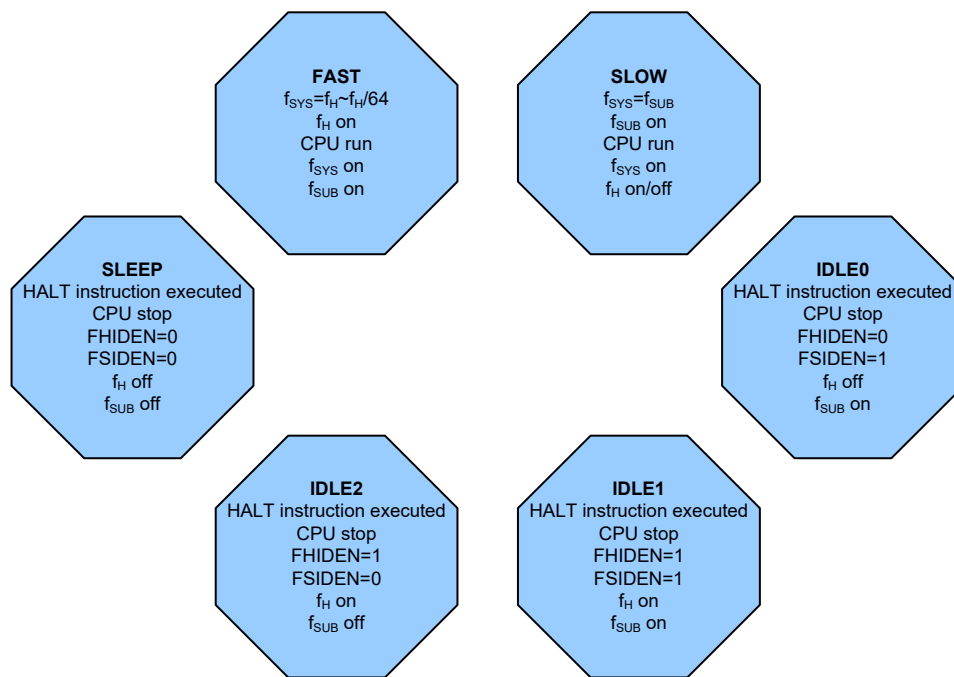 FAST
fSYS=fH~fH/64
fH on
CPU run
fSYS on
fSUB on
SLOW
fSYS=fSUB
fSUB on
CPU run
fSYS on
fH on/off
SLEEP
HALT instruction executed
CPU stop
FHIDEN=0
FSIDEN=0
fH off
fSUB off
IDLE0
HALT instruction executed
CPU stop
FHIDEN=0
FSIDEN=1
fH off
fSUB on
IDLE2
HALT instruction executed
CPU stop
FHIDEN=1
FSIDEN=0
fH on
fSUB off
IDLE1
HALT instruction executed
CPU stop
FHIDEN=1
FSIDEN=1
fH on
fSUB on